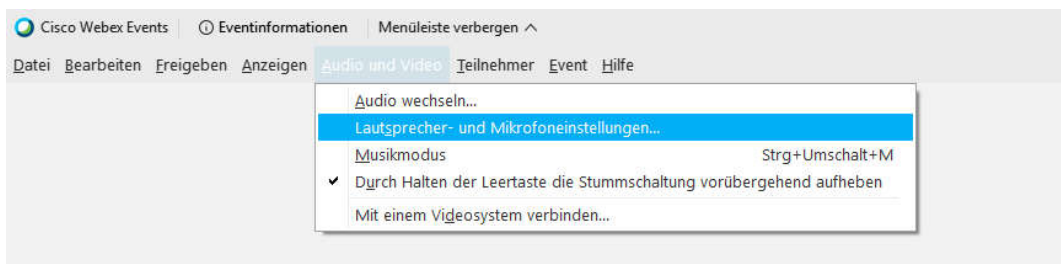 Cisco Webex Events Eventinformationen Menüleiste verbergen
Datei Bearbeiten Freigeben Anzeigen Audio und Video Teilnehmer Event Hilfe
Audio wechseln...
Lautsprecher- und Mikrofoneinstellungen...
Musikmodus Strg+Umschalt+M
Durch Halten der Leertaste die Stummschaltung vorübergehend aufheben
Mit einem Videosystem verbinden...